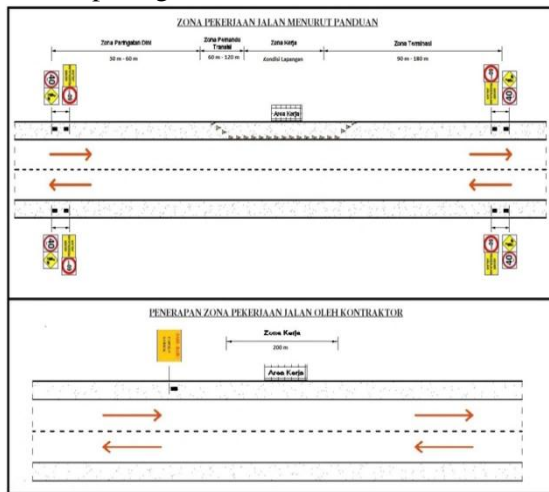 ZONA PEKERJAAN JALAN MENURUT PANDUAN
Zona Peringatan Dini
30 m - 60 m
Zona Pemandu
Transisi
60 m - 120 m
Zona Kerja
Kondisi Lapangan
Zona Terminasi
90 m - 180 m
40
40
Area Kerja
40
40
PENERAPAN ZONA PEKERJAAN JALAN OLEH KONTRAKTOR
Zona Kerja
200 m
Area Kerja